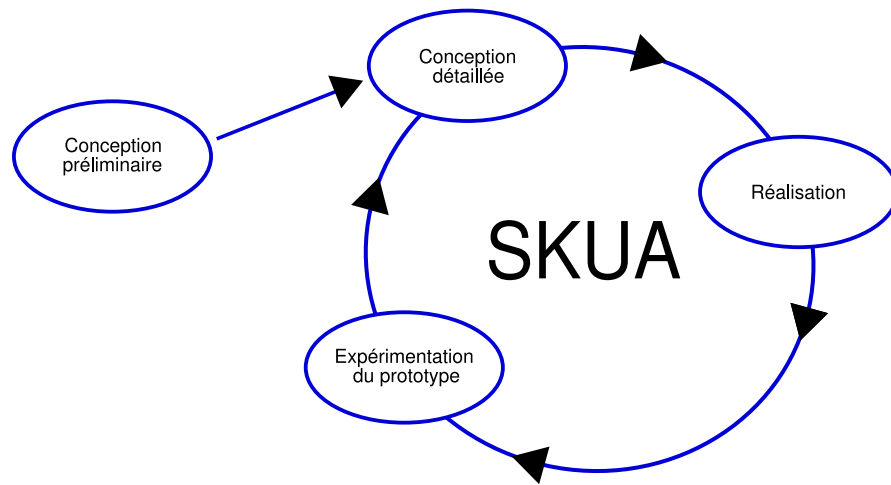 Conception
détaillée
Conception
préliminaire
Réalisation
SKUA
Expérimentation
du prototype